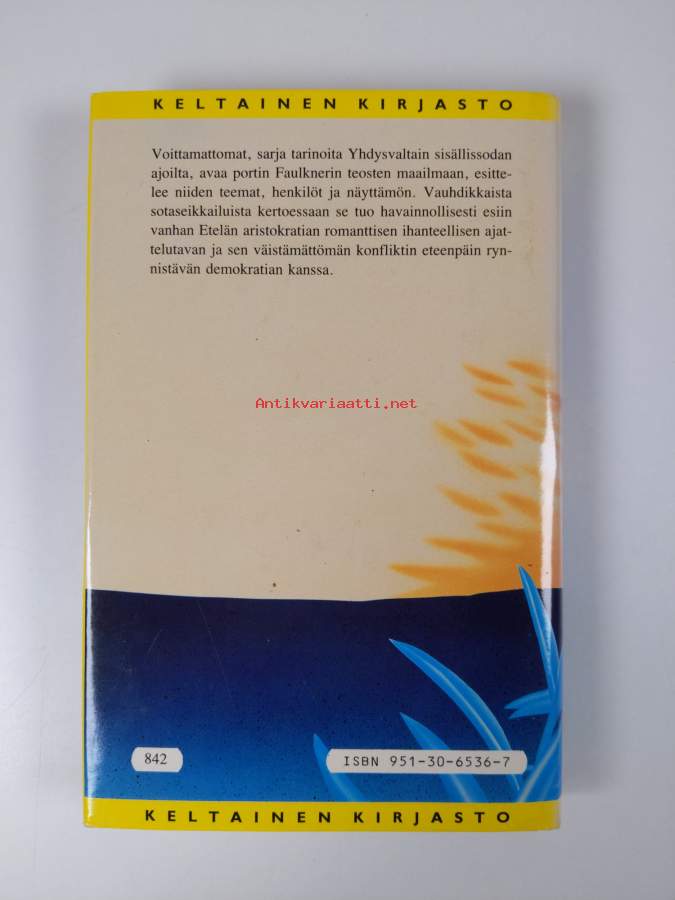 KELTAINEN KIRJASTO
Voittamattomat, sarja tarinoita Yhdysvaltain sisällissodan
ajoilta, avaa portin Faulknerin teosten maailmaan, esitte-
lee niiden teemat, henkilöt ja näyttämön. Vauhdikkaista
sotaseikkailuista kertoessaan se tuo havainnollisesti esiin
vanhan Etelän aristokratian romanttisen ihanteellisen ajat-
telutavan ja sen väistämättömän konfliktin eteenpäin ryn-
nistävän demokratian kanssa.
Antikvariaatti.net
842
ISBN 951-30-6536-7
KELTAINEN KIRJASTO